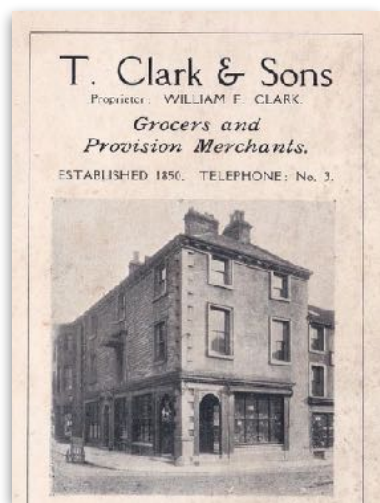 T. Clark & Sons
Proprietor: WILLIAM F. CLARK.
Grocers and
Provision Merchants.
ESTABLISHED 1850. TELEPHONE: No. 3.